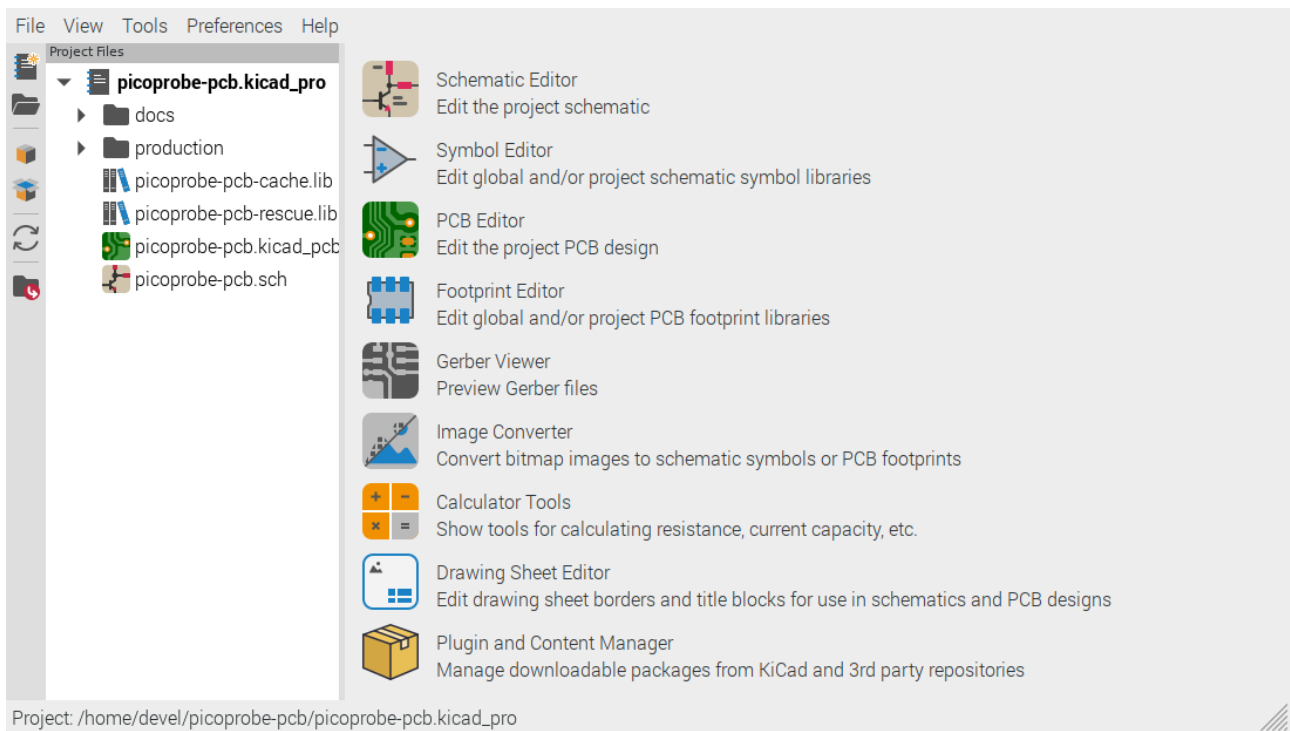 File View Tools Preferences Help
Project Files
picoprobe-pcb.kicad_pro
docs
production
picoprobe-pcb-cache.lib
picoprobe-pcb-rescue.lib
picoprobe-pcb.kicad_pcb
picoprobe-pcb.sch
Schematic Editor
Edit the project schematic
Symbol Editor
Edit global and/or project schematic symbol libraries
PCB Editor
Edit the project PCB design
Footprint Editor
Edit global and/or project PCB footprint libraries
Gerber Viewer
Preview Gerber files
Image Converter
Convert bitmap images to schematic symbols or PCB footprints
Calculator Tools
Show tools for calculating resistance, current capacity, etc.
Drawing Sheet Editor
Edit drawing sheet borders and title blocks for use in schematics and PCB designs
Plugin and Content Manager
Manage downloadable packages from KiCad and 3rd party repositories
Project: /home/devel/picoprobe-pcb/picoprobe-pcb.kicad_pro